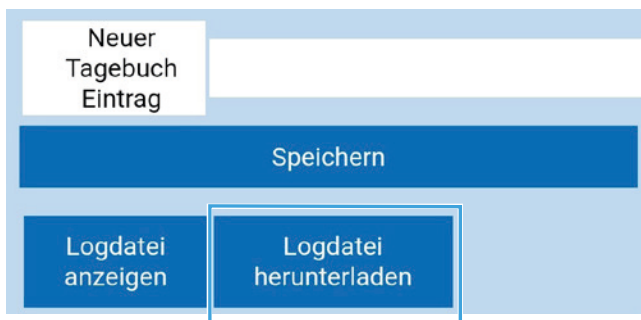 Neuer
Tagebuch
Eintrag
Speichern
Logdatei
anzeigen
Logdatei
herunterladen